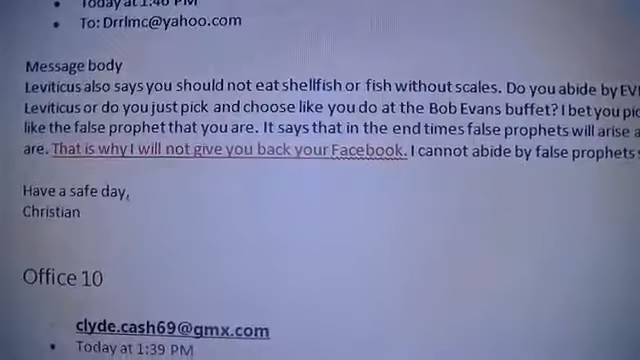 Today at 1:40 PM
To: Drrlmc@yahoo.com
Message body
Leviticus also says you should not eat shellfish or fish without scales. Do you abide by
Leviticus or do you just pick and choose like you do at the Bob Evans buffet? I bet you
like the false prophet that you are. It says that in the end times false prophets will arise
are. That is why I will not give you back your Facebook. I cannot abide by false prophets
Have a safe day,
Christian
Office 10
clyde.cash69@gmx.com
Today at 1:39 PM